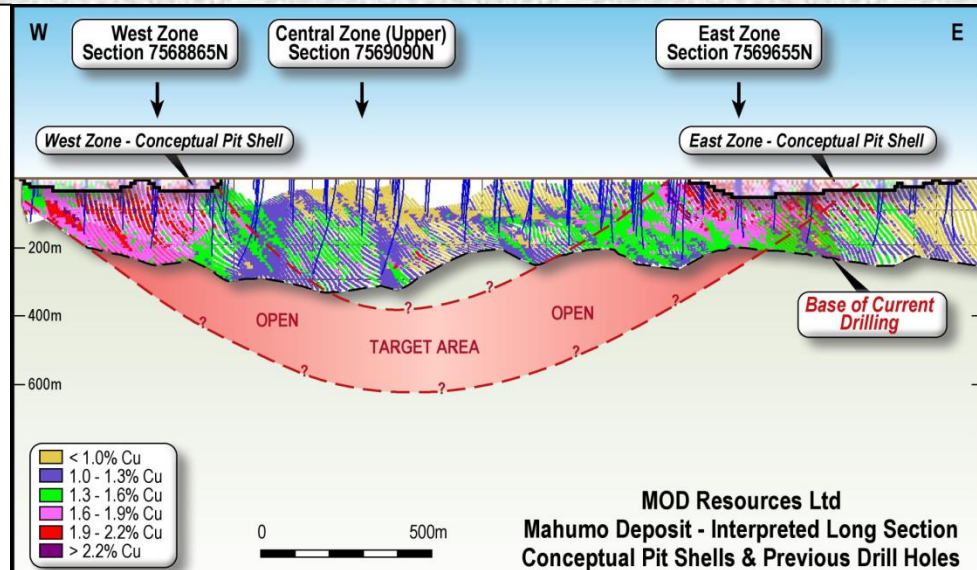 W
West Zone
Section 7568865N
Central Zone (Upper)
Section 7569090N
East Zone
Section 7569655N
E
West Zone - Conceptual Pit Shell
East Zone - Conceptual Pit Shell
200m
400m
600m
OPEN
OPEN
TARGET AREA
?
?
?
?
?
?
?
?
?
Base of Current
Drilling
< 1.0% Cu
1.0 - 1.3% Cu
1.3 - 1.6% Cu
1.6 - 1.9% Cu
1.9 - 2.2% Cu
> 2.2% Cu
0
500m
MOD Resources Ltd
Mahumo Deposit - Interpreted Long Section
Conceptual Pit Shells & Previous Drill Holes